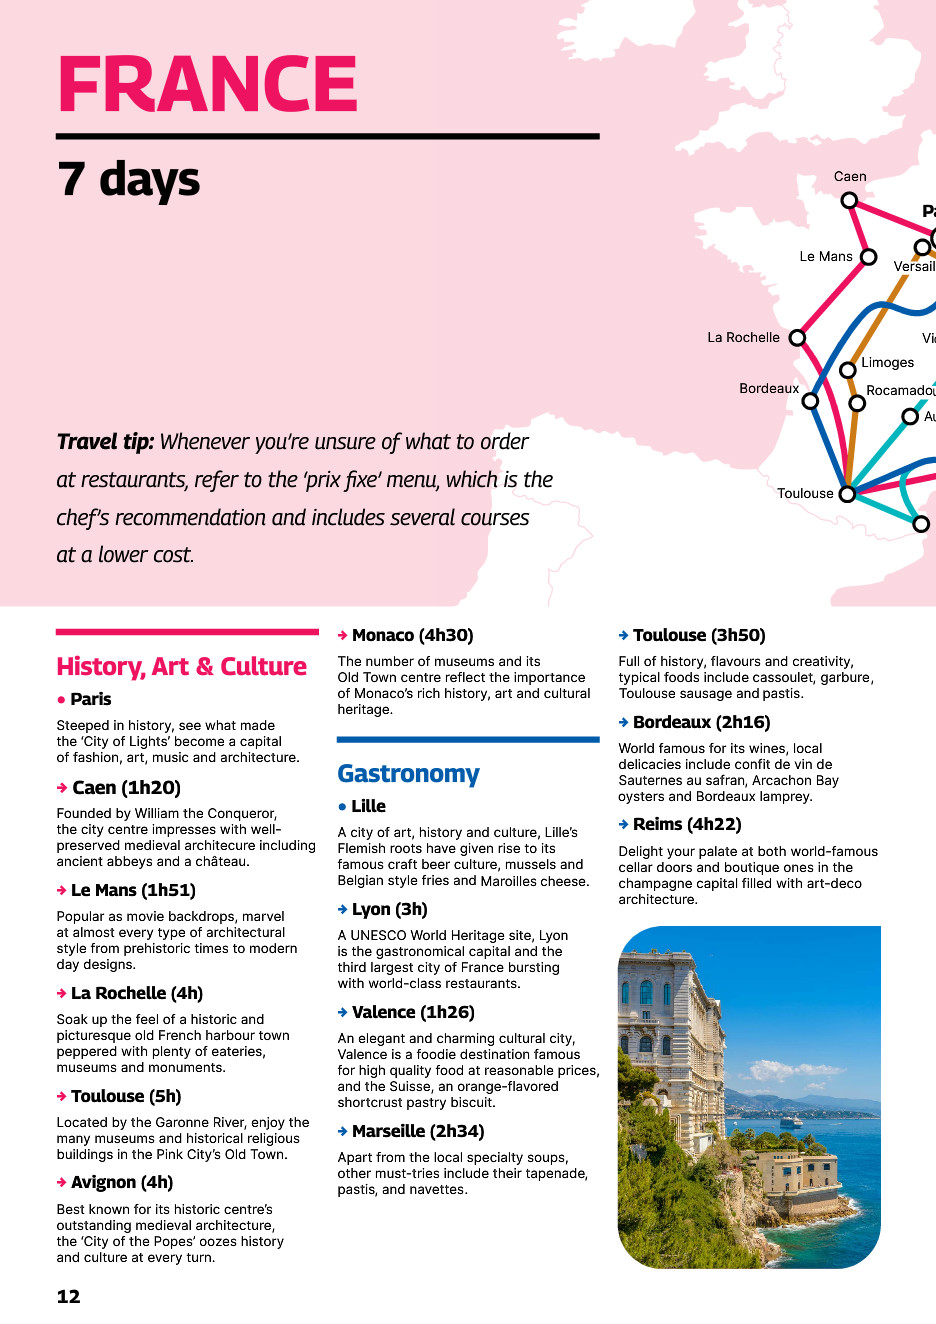 FRANCE
7 days
Caen
Pa
Le Mans
Versail
La Rochelle
Vic
Limoges
Bordeaux
Rocamadou
Au
Toulouse
Travel tip: Whenever you’re unsure of what to order
at restaurants, refer to the ‘prix fixe’ menu, which is the
chef’s recommendation and includes several courses
at a lower cost.
History, Art & Culture
• Paris
Steeped in history, see what made
the ‘City of Lights’ become a capital
of fashion, art, music and architecture.
→ Caen (1h20)
Founded by William the Conqueror,
the city centre impresses with well-
preserved medieval architecure including
ancient abbeys and a château.
→ Le Mans (1h51)
Popular as movie backdrops, marvel
at almost every type of architectural
style from prehistoric times to modern
day designs.
→ La Rochelle (4h)
Soak up the feel of a historic and
picturesque old French harbour town
peppered with plenty of eateries,
museums and monuments.
→ Toulouse (5h)
Located by the Garonne River, enjoy the
many museums and historical religious
buildings in the Pink City’s Old Town.
→ Avignon (4h)
Best known for its historic centre’s
outstanding medieval architecture,
the ‘City of the Popes’ oozes history
and culture at every turn.
→ Monaco (4h30)
The number of museums and its
Old Town centre reflect the importance
of Monaco’s rich history, art and cultural
heritage.
Gastronomy
• Lille
A city of art, history and culture, Lille’s
Flemish roots have given rise to its
famous craft beer culture, mussels and
Belgian style fries and Maroilles cheese.
→ Lyon (3h)
A UNESCO World Heritage site, Lyon
is the gastronomical capital and the
third largest city of France bursting
with world-class restaurants.
→ Valence (1h26)
An elegant and charming cultural city,
Valence is a foodie destination famous
for high quality food at reasonable prices,
and the Suisse, an orange-flavored
shortcrust pastry biscuit.
→ Marseille (2h34)
Apart from the local specialty soups,
other must-tries include their tapenade,
pastis, and navettes.
→ Toulouse (3h50)
Full of history, flavours and creativity,
typical foods include cassoulet, garbure,
Toulouse sausage and pastis.
→ Bordeaux (2h16)
World famous for its wines, local
delicacies include confit de vin de
Sauternes au safran, Arcachon Bay
oysters and Bordeaux lamprey.
→ Reims (4h22)
Delight your palate at both world-famous
cellar doors and boutique ones in the
champagne capital filled with art-deco
architecture.
12